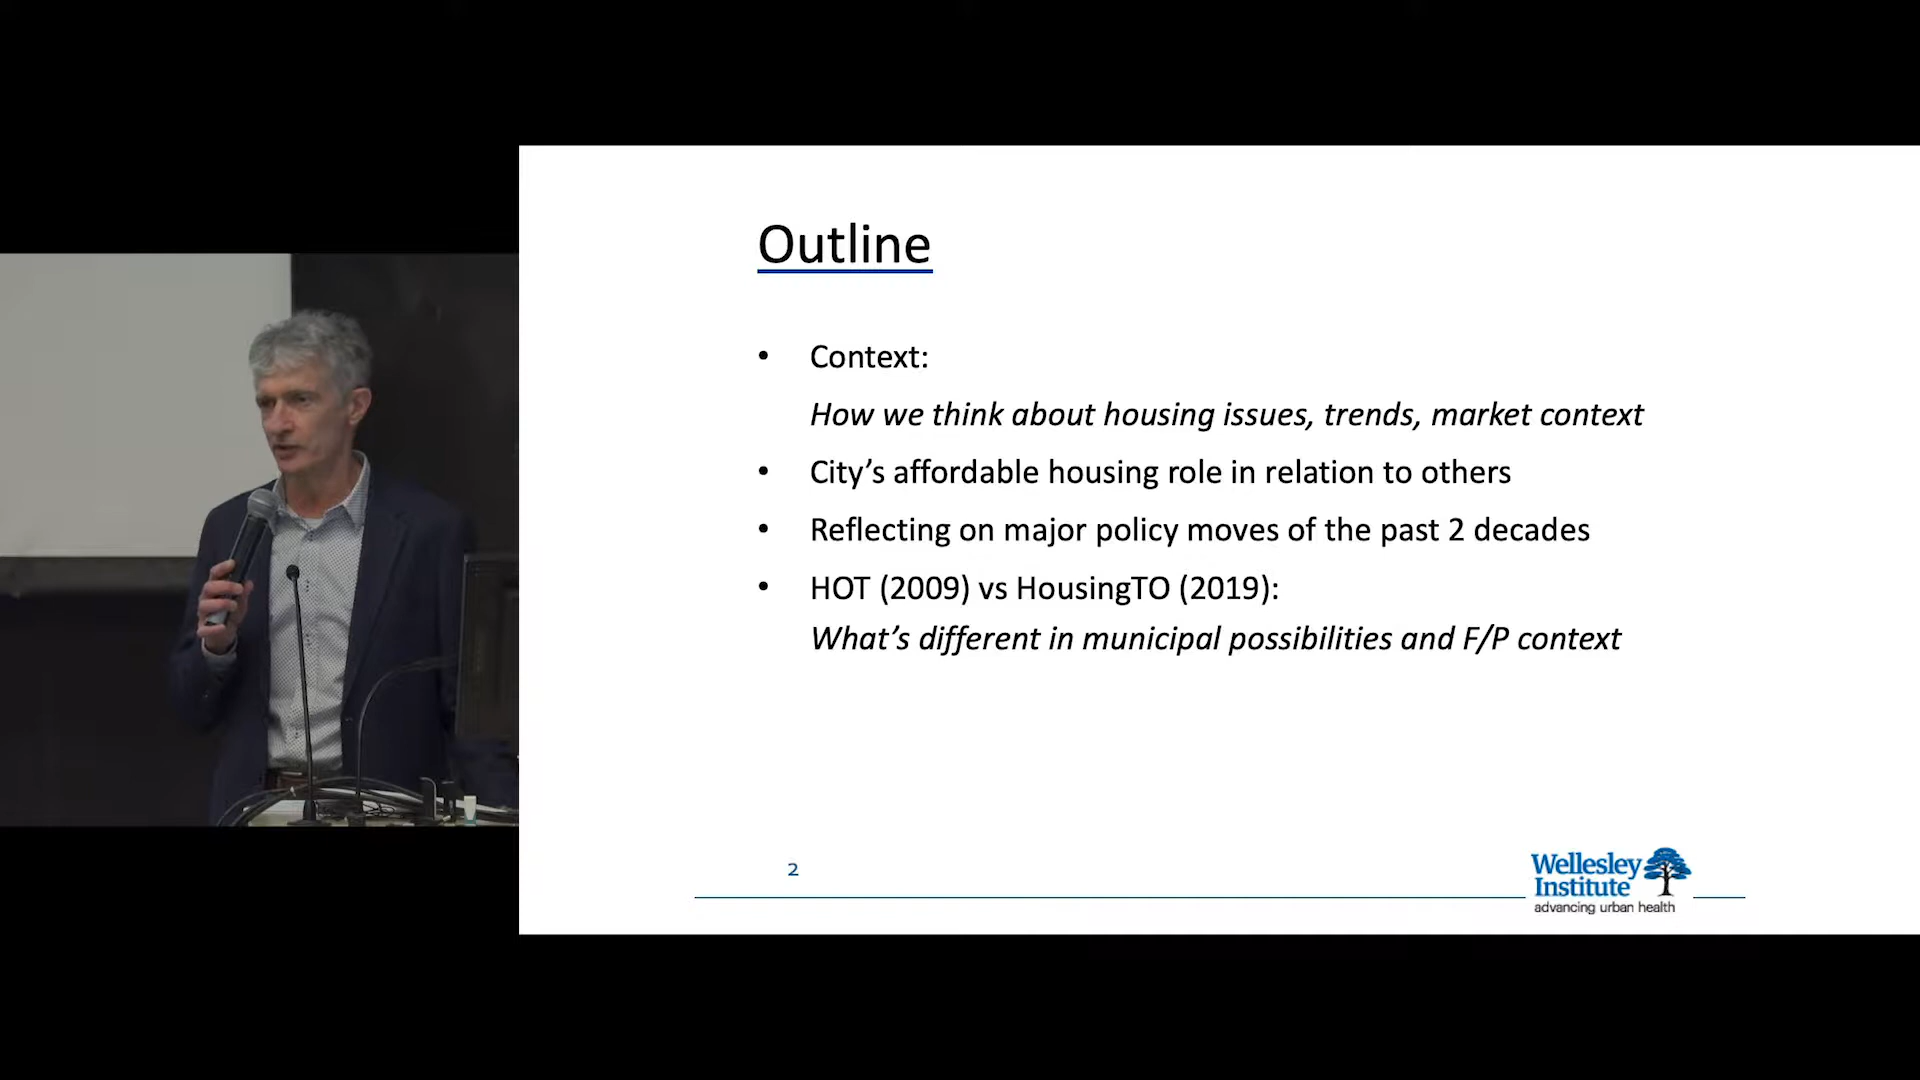 Outline
• Context:
How we think about housing issues, trends, market context
• City’s affordable housing role in relation to others
• Reflecting on major policy moves of the past 2 decades
• HOT (2009) vs HousingTO (2019):
What’s different in municipal possibilities and F/P context
2
Wellesley
Institute
advancing urban health